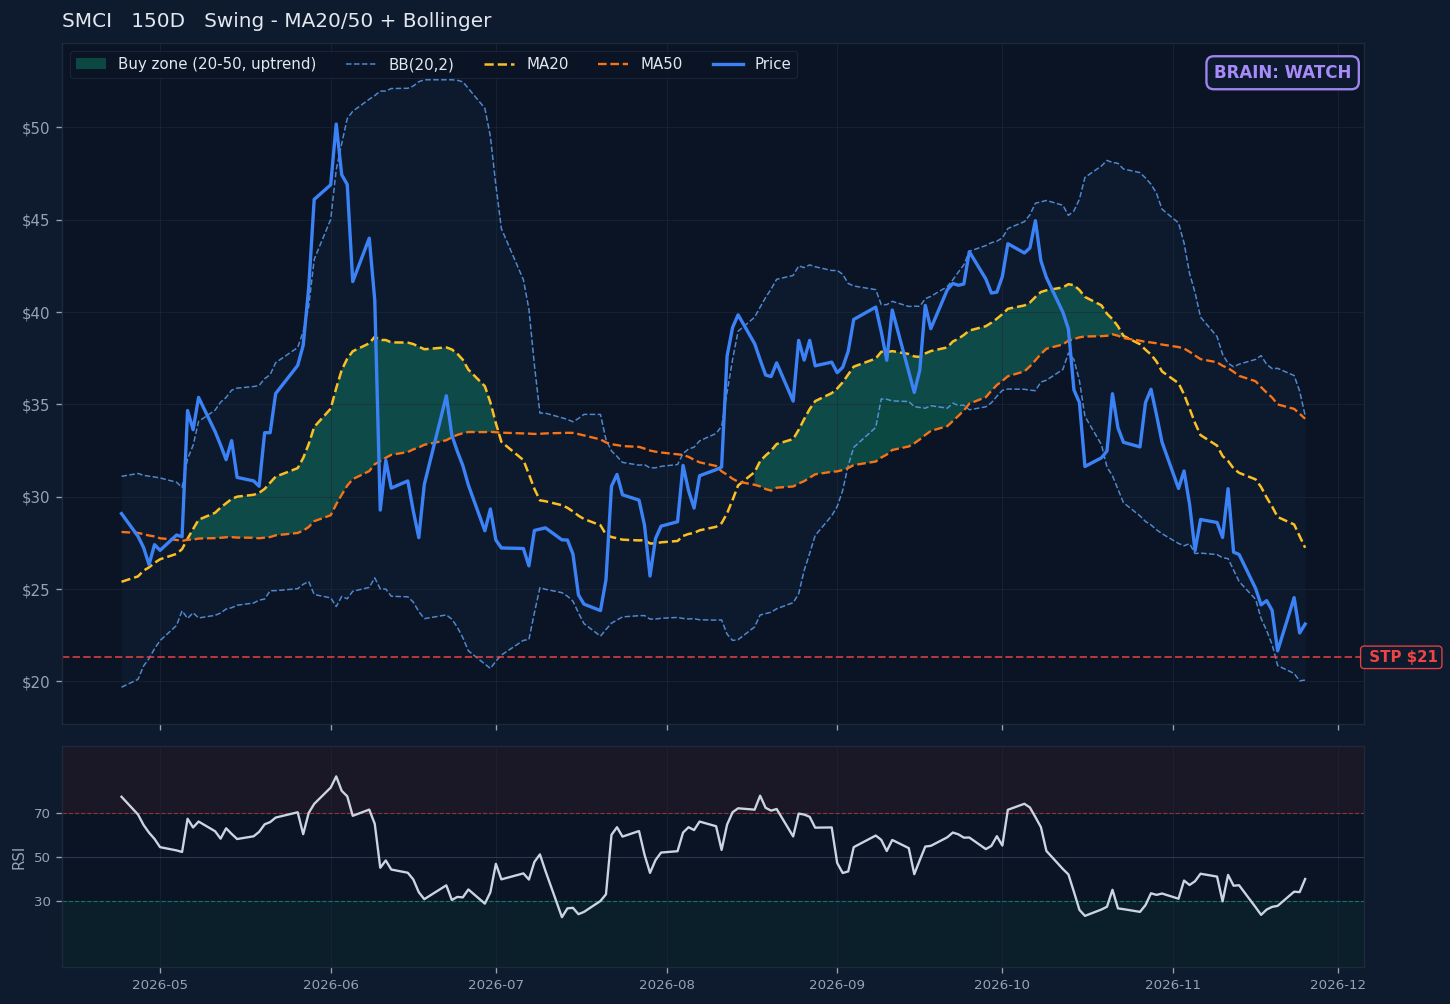 SMCI 150D Swing - MA20/50 + Bollinger
Buy zone (20-50, uptrend) BB(20,2) MA20 MA50 Price
BRAIN: WATCH
$50
$45
$40
$35
$30
$25
$20
STP $21
70
50
30
RSI
2026-05 2026-06 2026-07 2026-08 2026-09 2026-10 2026-11 2026-12